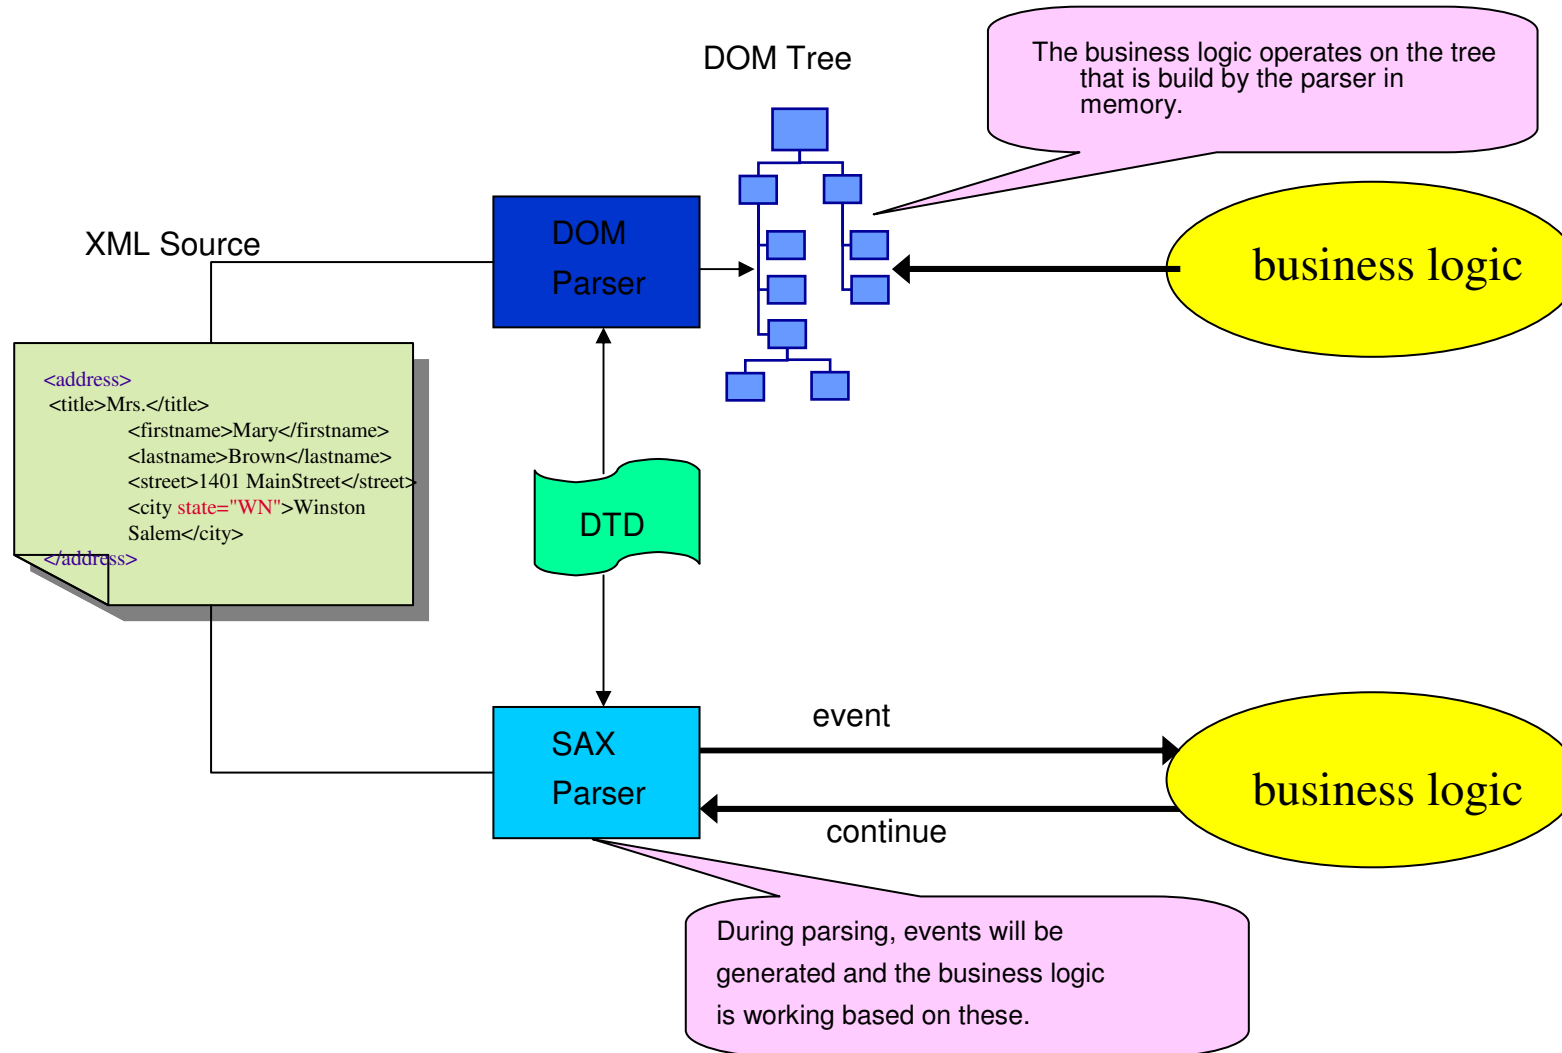 DOM Tree
The business logic operates on the tree
that is build by the parser in
memory.
XML Source
DOM
Parser
business logic
<address>
<title>Mrs.</title>
<firstname>Mary</firstname>
<lastname>Brown</lastname>
<street>1401 MainStreet</street>
<city state="WN">Winston
Salem</city>
</address>
DTD
SAX
Parser
event
continue
business logic
During parsing, events will be
generated and the business logic
is working based on these.